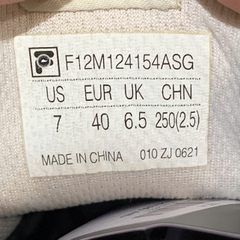 F12M124154ASG
US EUR UK CHN
7 40 6.5 250(2.5)
MADE IN CHINA 010 ZJ 0621